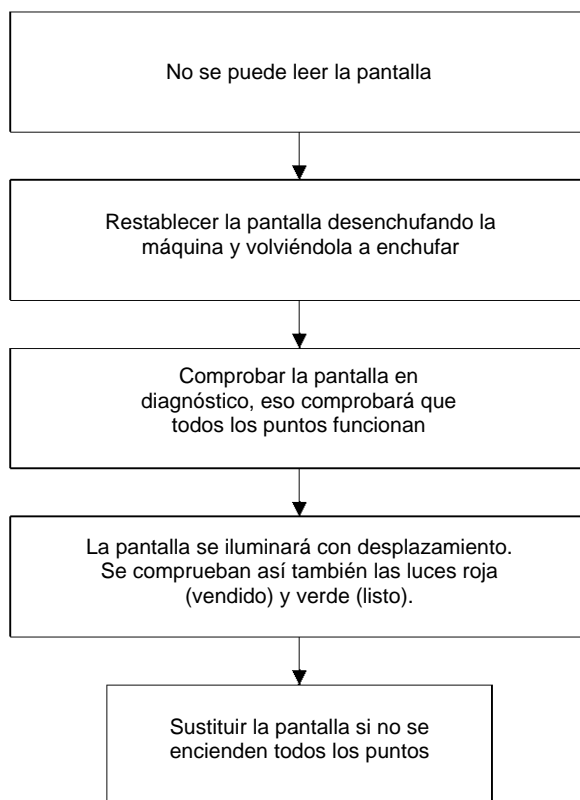 No se puede leer la pantalla
Restablecer la pantalla desenchufando la
máquina y volviéndola a enchufar
Comprobar la pantalla en
diagnóstico, eso comprobará que
todos los puntos funcionan
La pantalla se iluminará con desplazamiento.
Se comprueban así también las luces roja
(vendido) y verde (listo).
Sustituir la pantalla si no se
encienden todos los puntos